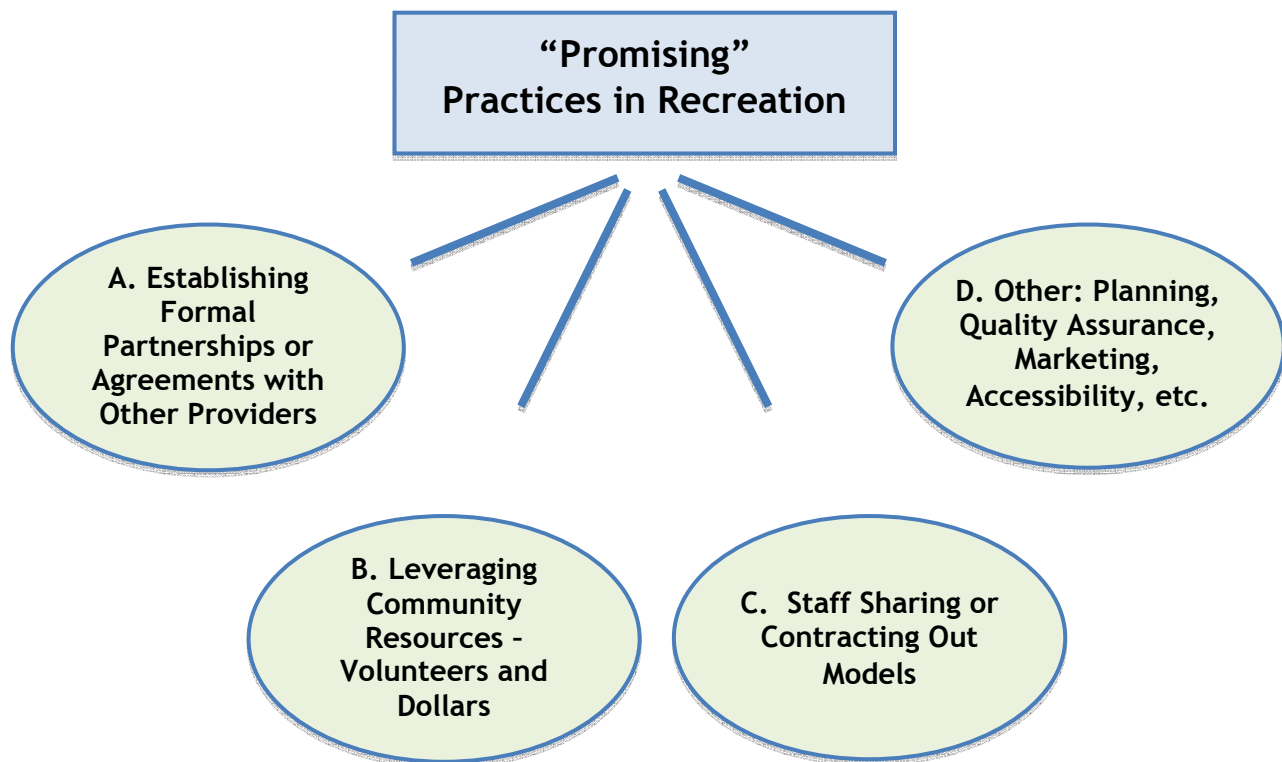 “Promising”
Practices in Recreation
A. Establishing
Formal
Partnerships or
Agreements with
Other Providers
B. Leveraging
Community
Resources –
Volunteers and
Dollars
C. Staff Sharing or
Contracting Out
Models
D. Other: Planning,
Quality Assurance,
Marketing,
Accessibility, etc.